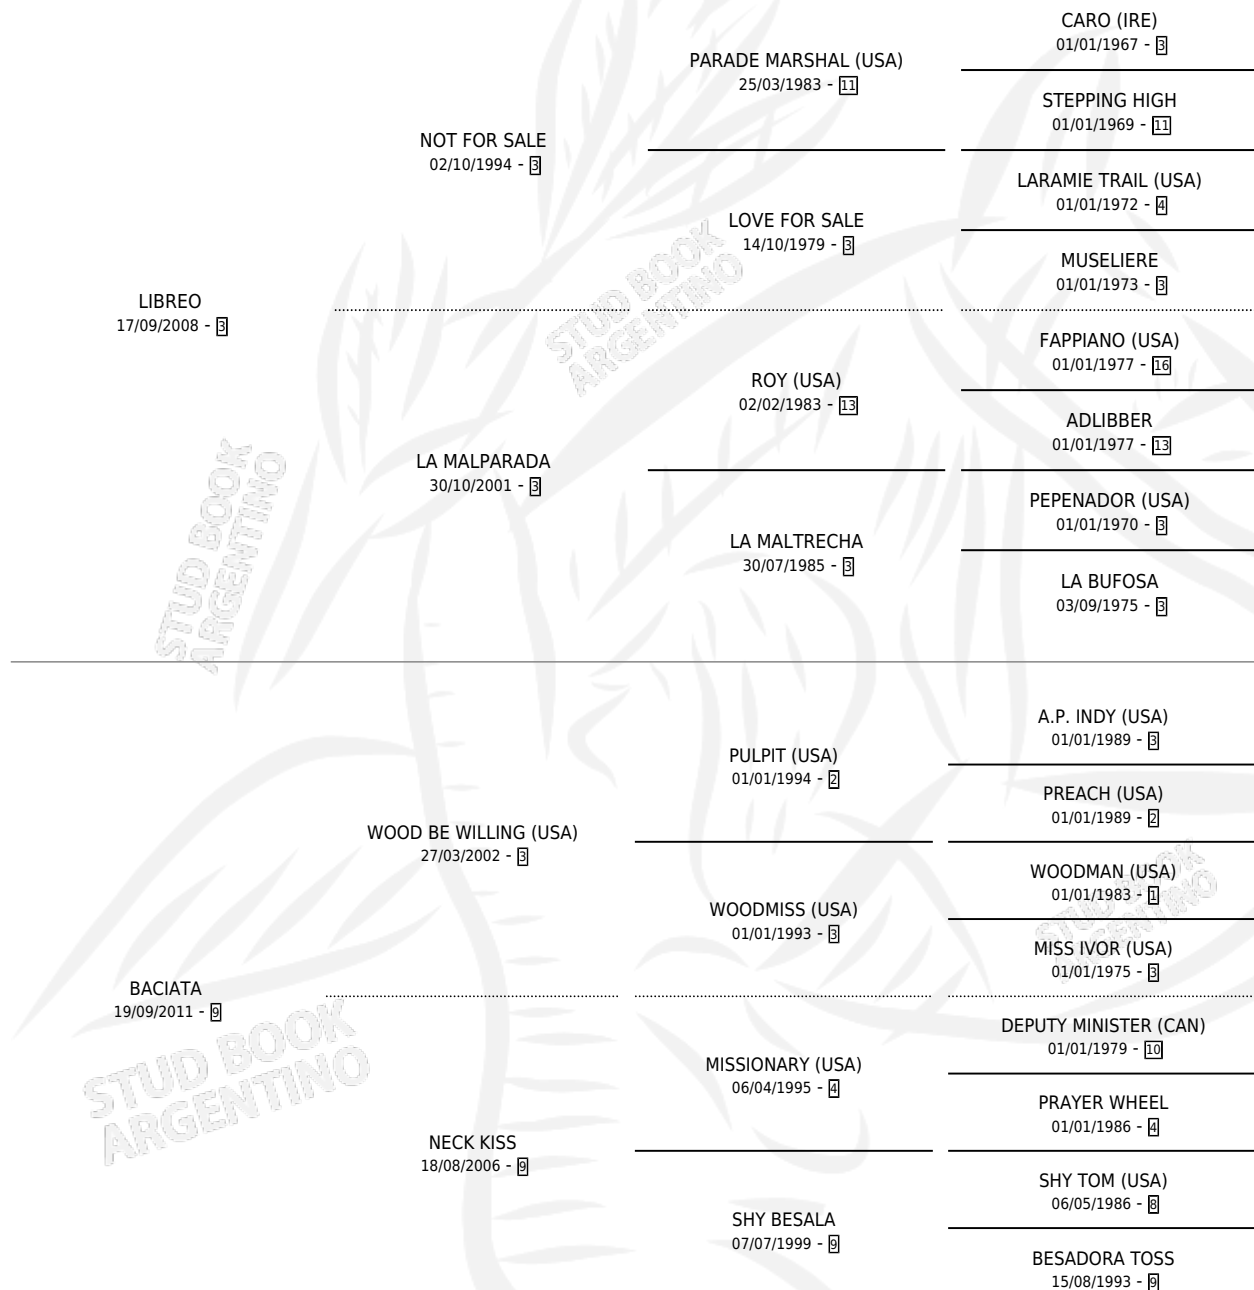 CARO (IRE)
01/01/1967 - 3
PARADE MARSHAL (USA)
25/03/1983 - 11
STEPPING HIGH
01/01/1969 - 11
NOT FOR SALE
02/10/1994 - 3
LARAMIE TRAIL (USA)
01/01/1972 - 4
LOVE FOR SALE
14/10/1979 - 3
MUSELIERE
01/01/1973 - 3
LIBREO
17/09/2008 - 3
FAPPIANO (USA)
01/01/1977 - 16
ROY (USA)
02/02/1983 - 13
ADLIBBER
01/01/1977 - 13
LA MALPARADA
30/10/2001 - 3
PEPENADOR (USA)
01/01/1970 - 3
LA MALTRECHA
30/07/1985 - 3
LA BUFOSA
03/09/1975 - 3
A.P. INDY (USA)
01/01/1989 - 3
PULPIT (USA)
01/01/1994 - 2
PREACH (USA)
01/01/1989 - 2
WOOD BE WILLING (USA)
27/03/2002 - 3
WOODMAN (USA)
01/01/1983 - 1
WOODMISS (USA)
01/01/1993 - 3
MISS IVOR (USA)
01/01/1975 - 3
BACIATA
19/09/2011 - 9
DEPUTY MINISTER (CAN)
01/01/1979 - 10
MISSIONARY (USA)
06/04/1995 - 4
PRAYER WHEEL
01/01/1986 - 4
NECK KISS
18/08/2006 - 9
SHY TOM (USA)
06/05/1986 - 8
SHY BESALA
07/07/1999 - 9
BESADORA TOSS
15/08/1993 - 9
STUD BOOK
ARGENTINO
STUD BOOK
ARGENTINO
STUD BOOK
ARGENTINO
STUD BOOK
ARGENTINO